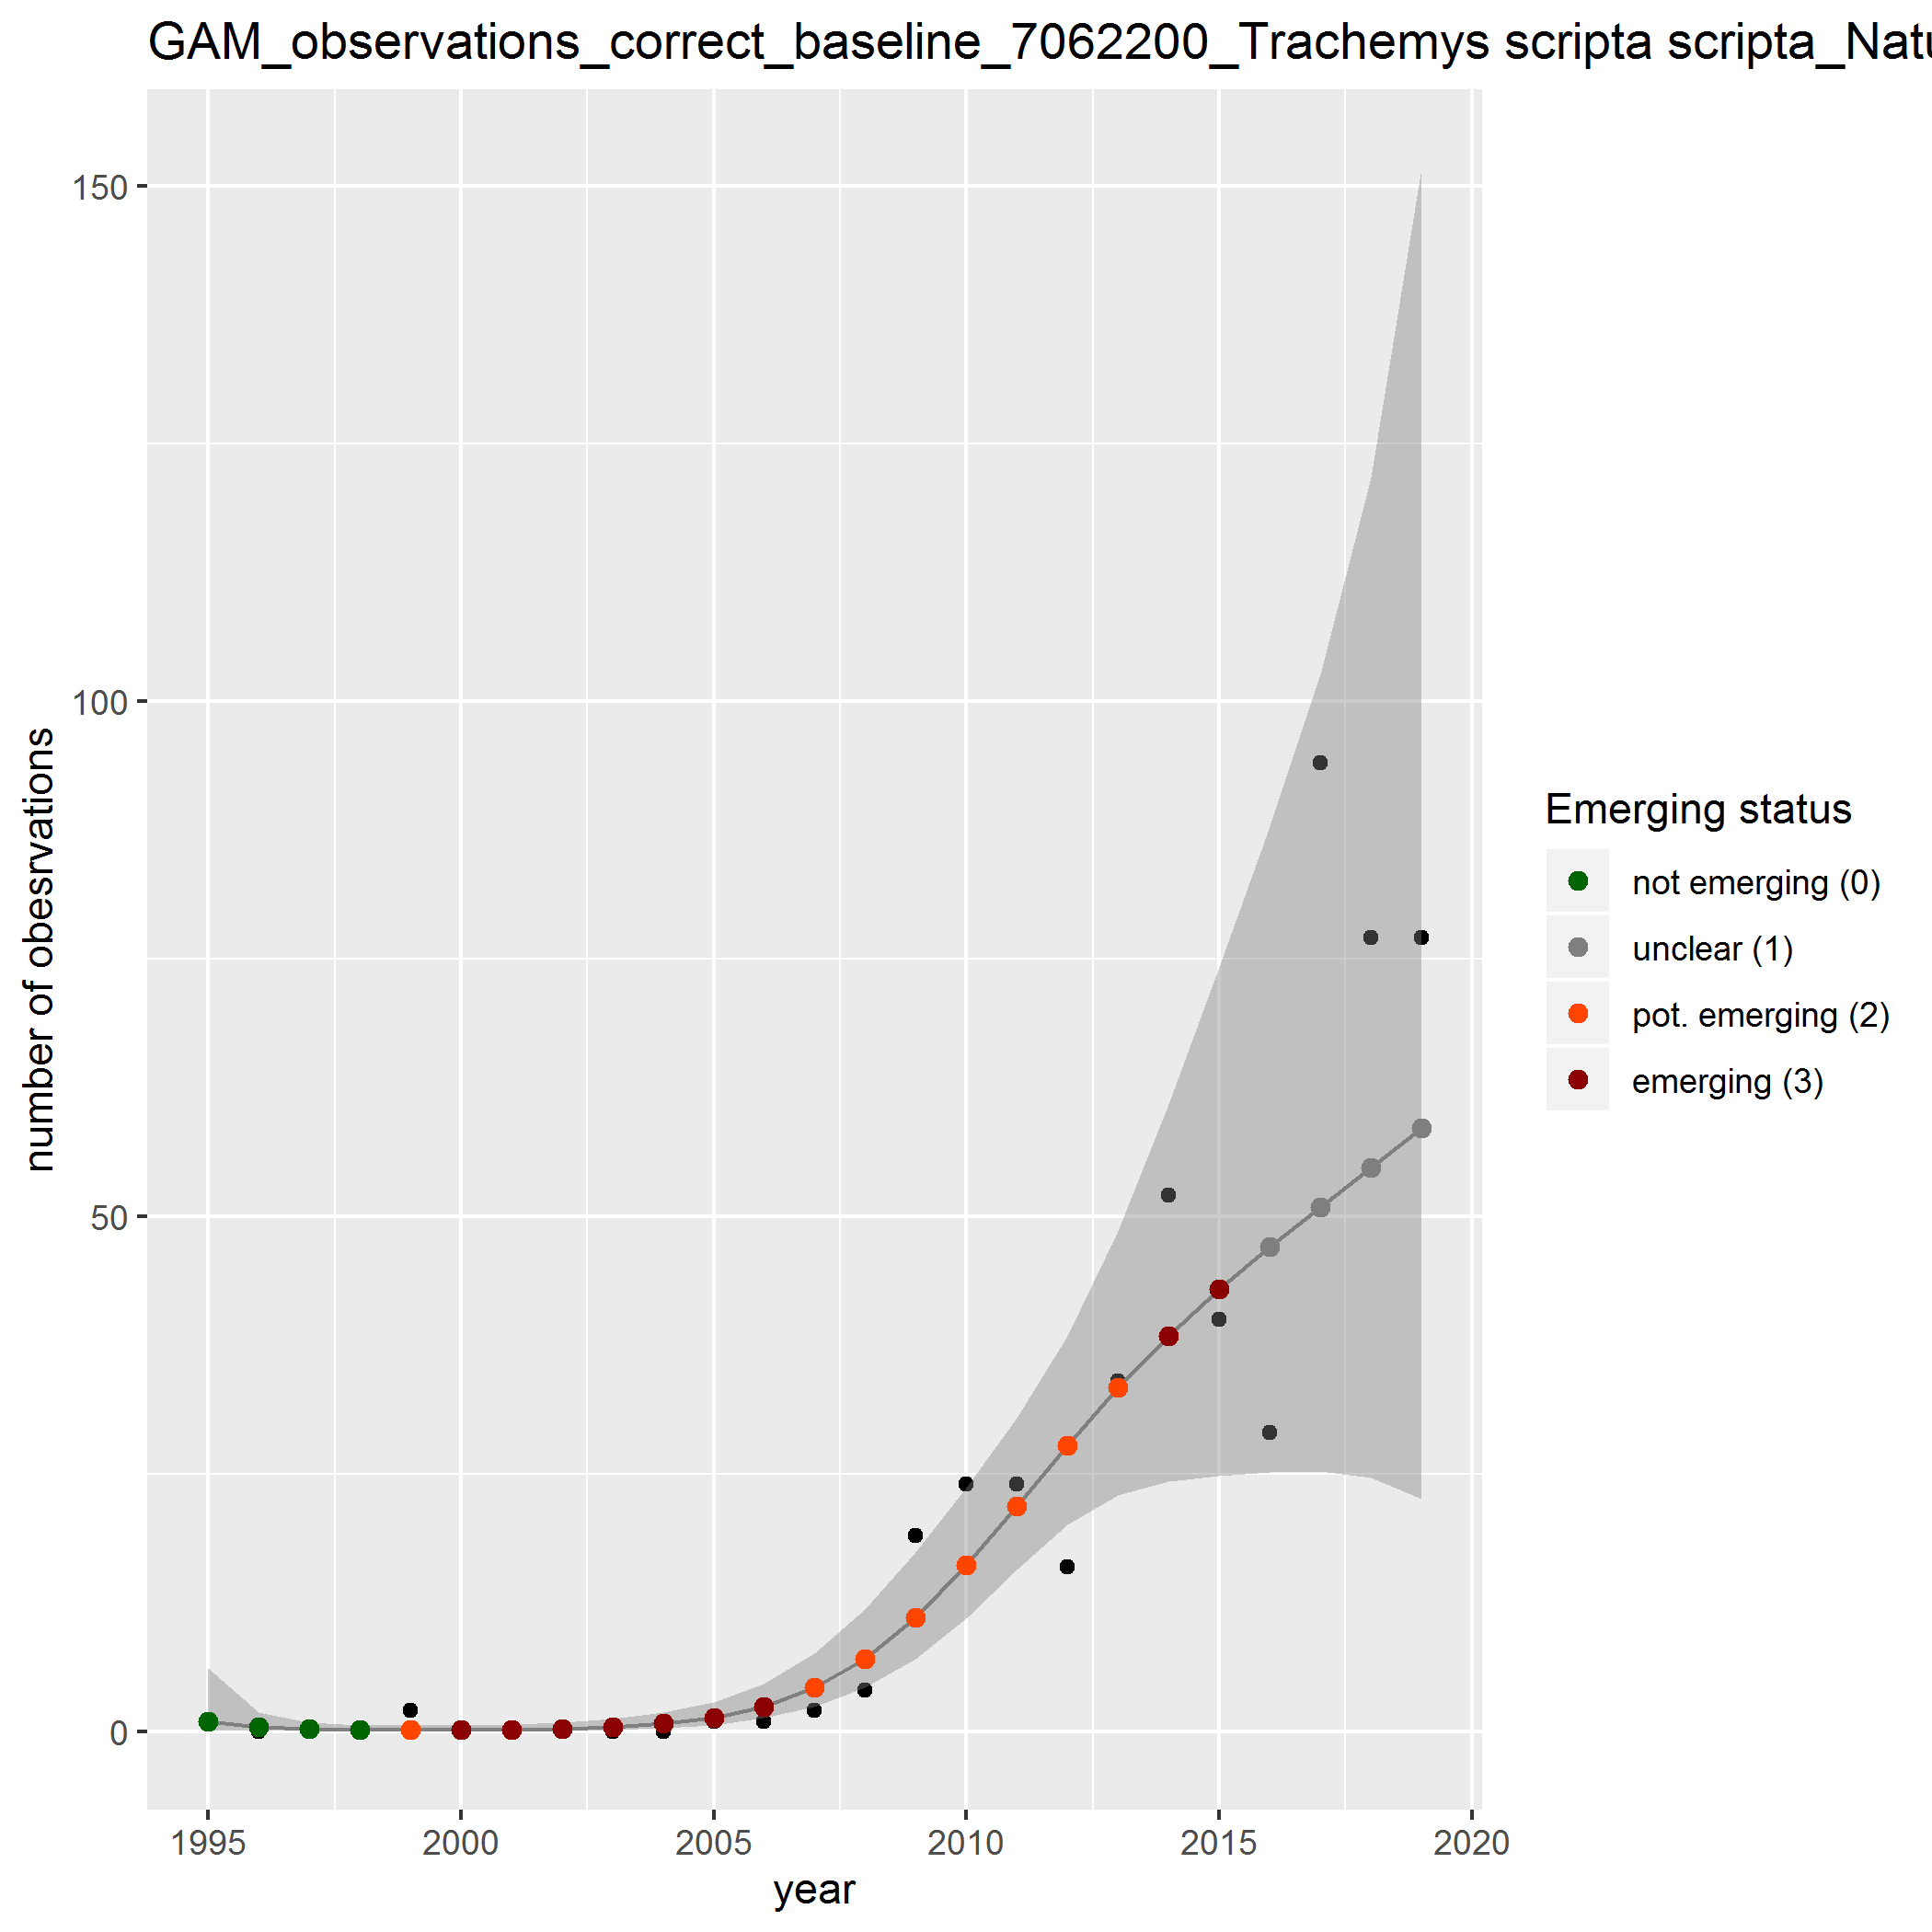 GAM_observations_correct_baseline_7062200_Trachemys scripta scripta_Natu
150
100
50
0
number of obesrvations
1995 2000 2005 2010 2015 2020
year
Emerging status
not emerging (0)
unclear (1)
pot. emerging (2)
emerging (3)